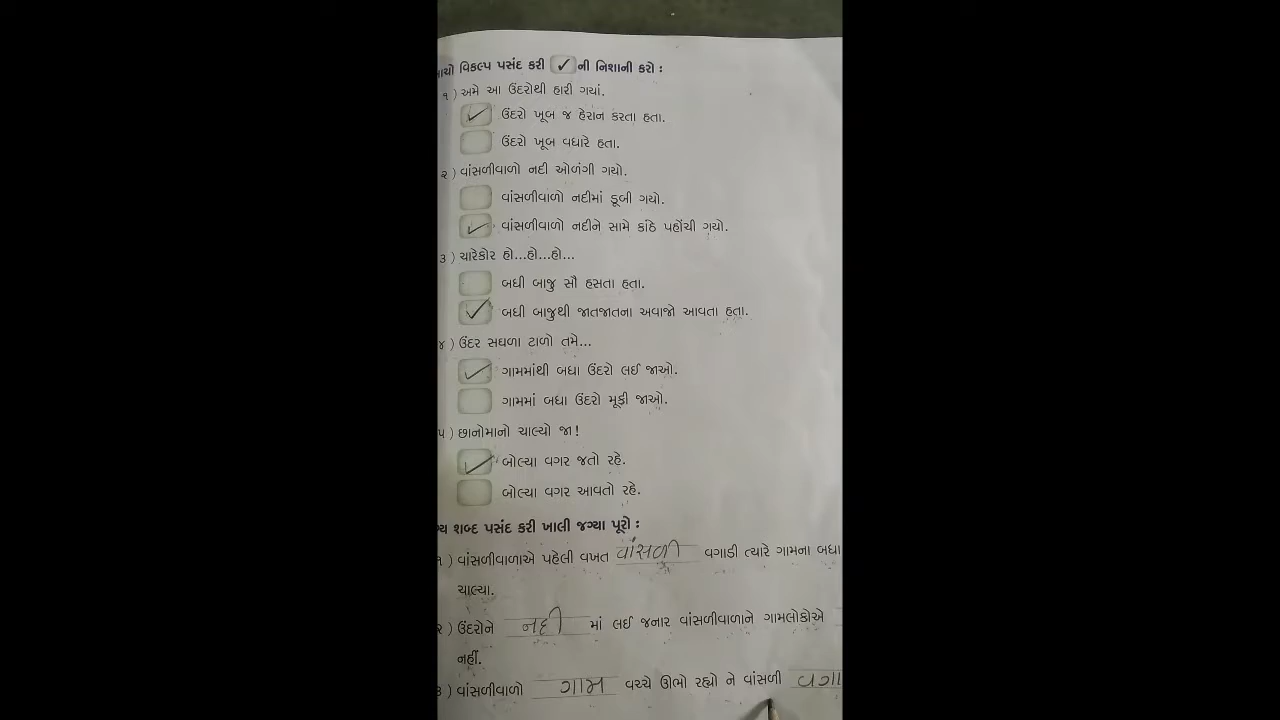 વિકલ્પ પસંદ કરી ✓ ની નિશાની કરો :
૧ ) અમે આ ઉંદરોથી હારી ગયાં.
✓ ઉંદરો ખૂબ જ હેરાન કરતા હતા.
ઉંદરો ખૂબ વધારે હતા.
૨ ) વાંસળીવાળો નદી ઓળંગી ગયો.
વાંસળીવાળો નદીમાં ડૂબી ગયો.
✓ વાંસળીવાળો નદીને સામે કાંઠે પહોંચી ગયો.
૩ ) ચારેકોર હો...હો...હો...
બધી બાજુ સૌ હસતા હતા.
✓ બધી બાજુથી જાતજાતના અવાજો આવતા હતા.
૪ ) ઉંદર સઘળા ટાળો તમે...
✓ ગામમાંથી બધા ઉંદરો લઈ જાઓ.
ગામમાં બધા ઉંદરો મૂકી જાઓ.
૫ ) છાનોમાનો ચાલ્યો જા !
✓ બોલ્યા વગર જતો રહે.
બોલ્યા વગર આવતો રહે.
શબ્દ પસંદ કરી ખાલી જગ્યા પૂરો :
૧ ) વાંસળીવાળાએ પહેલી વખત વાંસળી વગાડી ત્યારે ગામના બધા
ચાલ્યા.
૨ ) ઉંદરોને નદી માં લઈ જનાર વાંસળીવાળાને ગામલોકોએ
નહીં.
૩ ) વાંસળીવાળો ગામ વચ્ચે ઊભો રહ્યો ને વાંસળી વગા